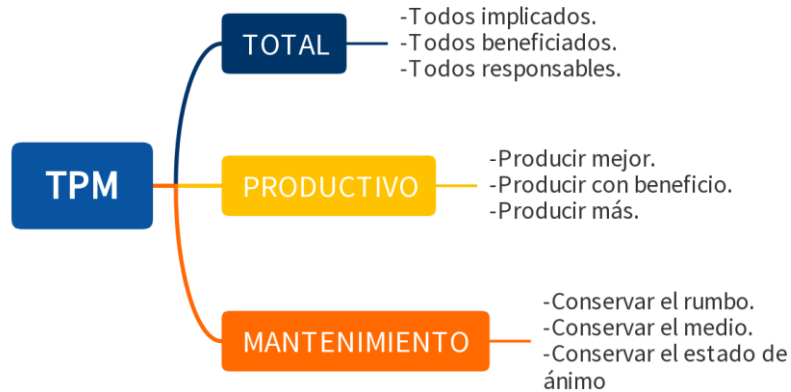 TPM
TOTAL
-Todos implicados.
-Todos beneficiados.
-Todos responsables.
PRODUCTIVO
-Producir mejor.
-Producir con beneficio.
-Producir más.
MANTENIMIENTO
-Conservar el rumbo.
-Conservar el medio.
-Conservar el estado de
ánimo